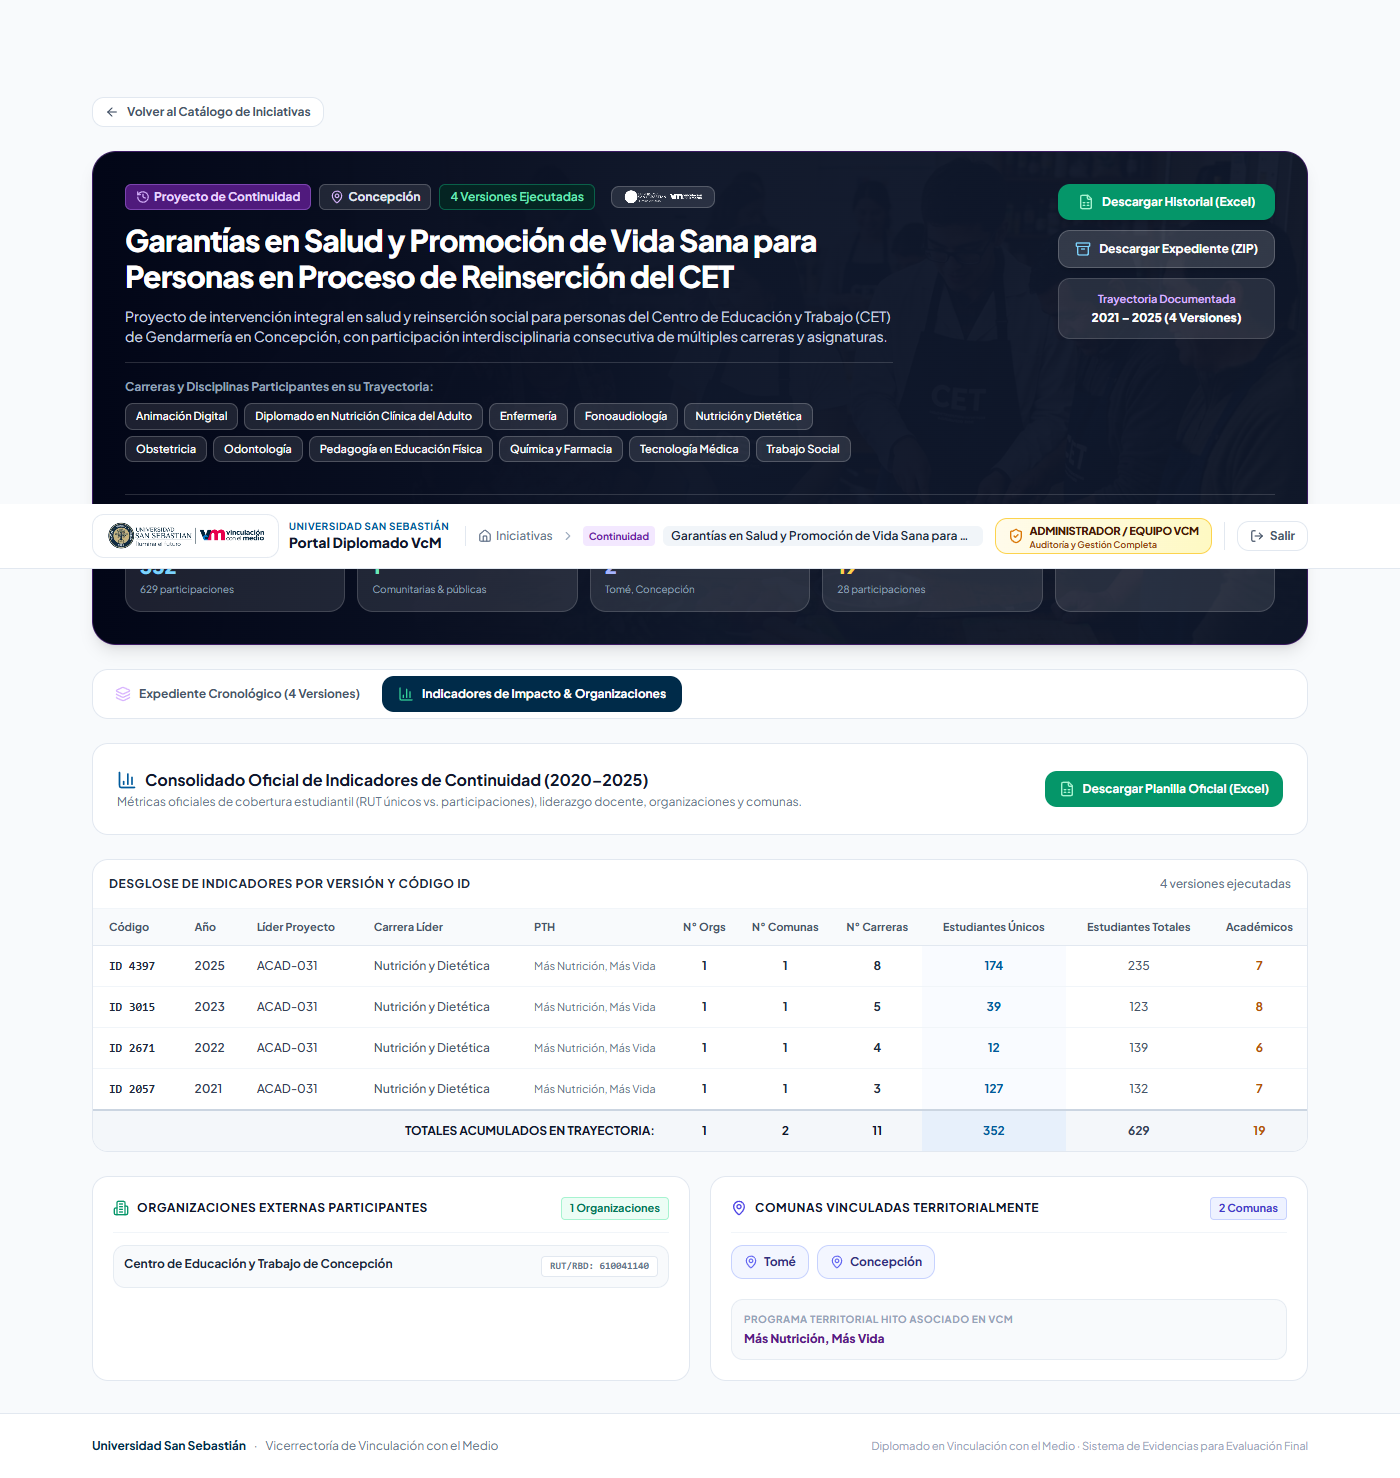 Volver al Catálogo de Iniciativas
Proyecto de Continuidad
Concepción
4 Versiones Ejecutadas
Descargar Historial (Excel)
Garantías en Salud y Promoción de Vida Sana para
Personas en Proceso de Reinserción del CET
Descargar Expediente (ZIP)
Proyecto de intervención integral en salud y reinserción social para personas del Centro de Educación y Trabajo (CET)
de Gendarmería en Concepción, con participación interdisciplinaria consecutiva de múltiples carreras y asignaturas.
Trayectoria Documentada
2021 – 2025 (4 Versiones)
Carreras y Disciplinas Participantes en su Trayectoria:
Animación Digital
Diplomado en Nutrición Clínica del Adulto
Enfermería
Fonoaudiología
Nutrición y Dietética
Obstetricia
Odontología
Pedagogía en Educación Física
Química y Farmacia
Tecnología Médica
Trabajo Social
CET
UNIVERSIDAD
SAN SEBASTIAN
vm vinculación
con el medio
UNIVERSIDAD SAN SEBASTIÁN
Portal Diplomado VcM
Iniciativas
Continuidad
Garantías en Salud y Promoción de Vida Sana para ...
ADMINISTRADOR / EQUIPO VCM
Auditoría y Gestión Completa
Salir
629 participaciones
Comunitarias & públicas
Tomé, Concepción
28 participaciones
Expediente Cronológico (4 Versiones)
Indicadores de Impacto & Organizaciones
Consolidado Oficial de Indicadores de Continuidad (2020–2025)
Métricas oficiales de cobertura estudiantil (RUT únicos vs. participaciones), liderazgo docente, organizaciones y comunas.
Descargar Planilla Oficial (Excel)
DESGLOSE DE INDICADORES POR VERSIÓN Y CÓDIGO ID
4 versiones ejecutadas
Código Año Líder Proyecto Carrera Líder PTH N° Orgs N° Comunas N° Carreras Estudiantes Únicos Estudiantes Totales Académicos
ID 4397 2025 ACAD-031 Nutrición y Dietética Más Nutrición, Más Vida 1 1 8 174 235 7
ID 3015 2023 ACAD-031 Nutrición y Dietética Más Nutrición, Más Vida 1 1 5 39 123 8
ID 2671 2022 ACAD-031 Nutrición y Dietética Más Nutrición, Más Vida 1 1 4 12 139 6
ID 2057 2021 ACAD-031 Nutrición y Dietética Más Nutrición, Más Vida 1 1 3 127 132 7
TOTALES ACUMULADOS EN TRAYECTORIA: 1 2 11 352 629 19
ORGANIZACIONES EXTERNAS PARTICIPANTES
1 Organizaciones
Centro de Educación y Trabajo de Concepción
RUT/RBD: 610041140
COMUNAS VINCULADAS TERRITORIALMENTE
2 Comunas
Tomé
Concepción
PROGRAMA TERRITORIAL HITO ASOCIADO EN VCM
Más Nutrición, Más Vida
Universidad San Sebastián · Vicerrectoría de Vinculación con el Medio
Diplomado en Vinculación con el Medio · Sistema de Evidencias para Evaluación Final